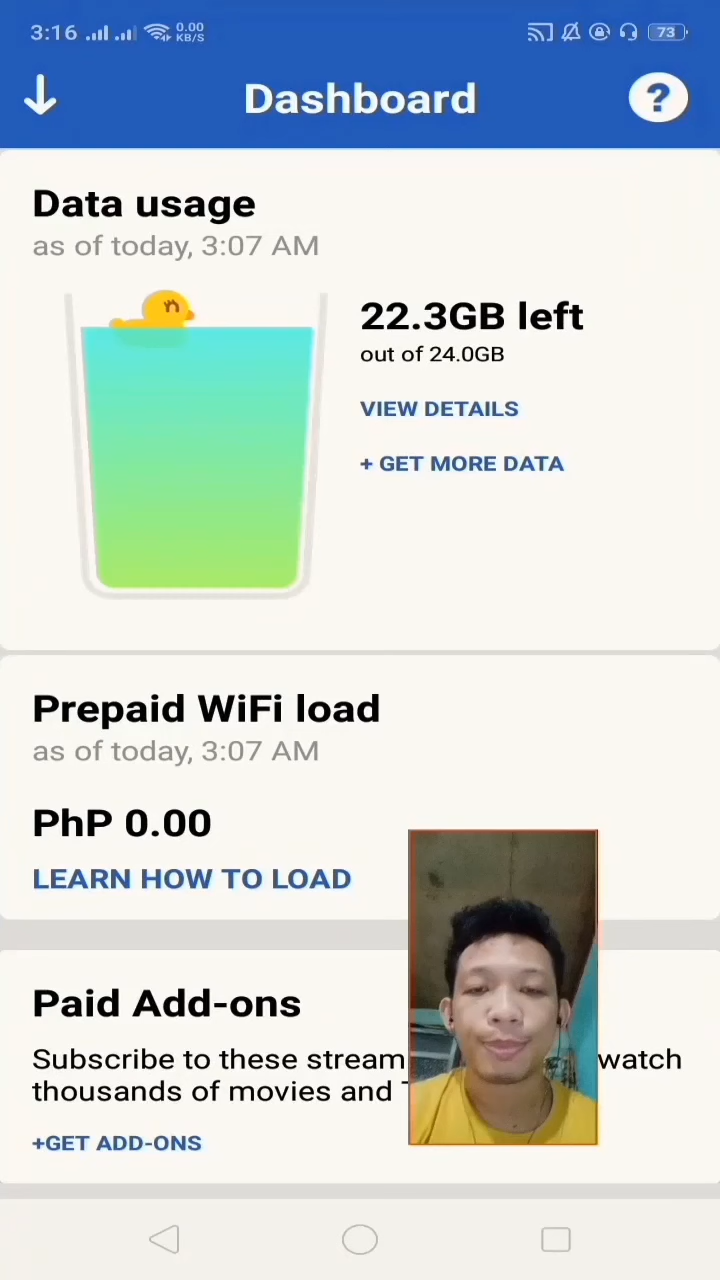 3:16
0.00
KB/S
73
Dashboard
?
Data usage
as of today, 3:07 AM
22.3GB left
out of 24.0GB
VIEW DETAILS
+ GET MORE DATA
Prepaid WiFi load
as of today, 3:07 AM
PhP 0.00
LEARN HOW TO LOAD
Paid Add-ons
Subscribe to these stream watch
thousands of movies and
+GET ADD-ONS